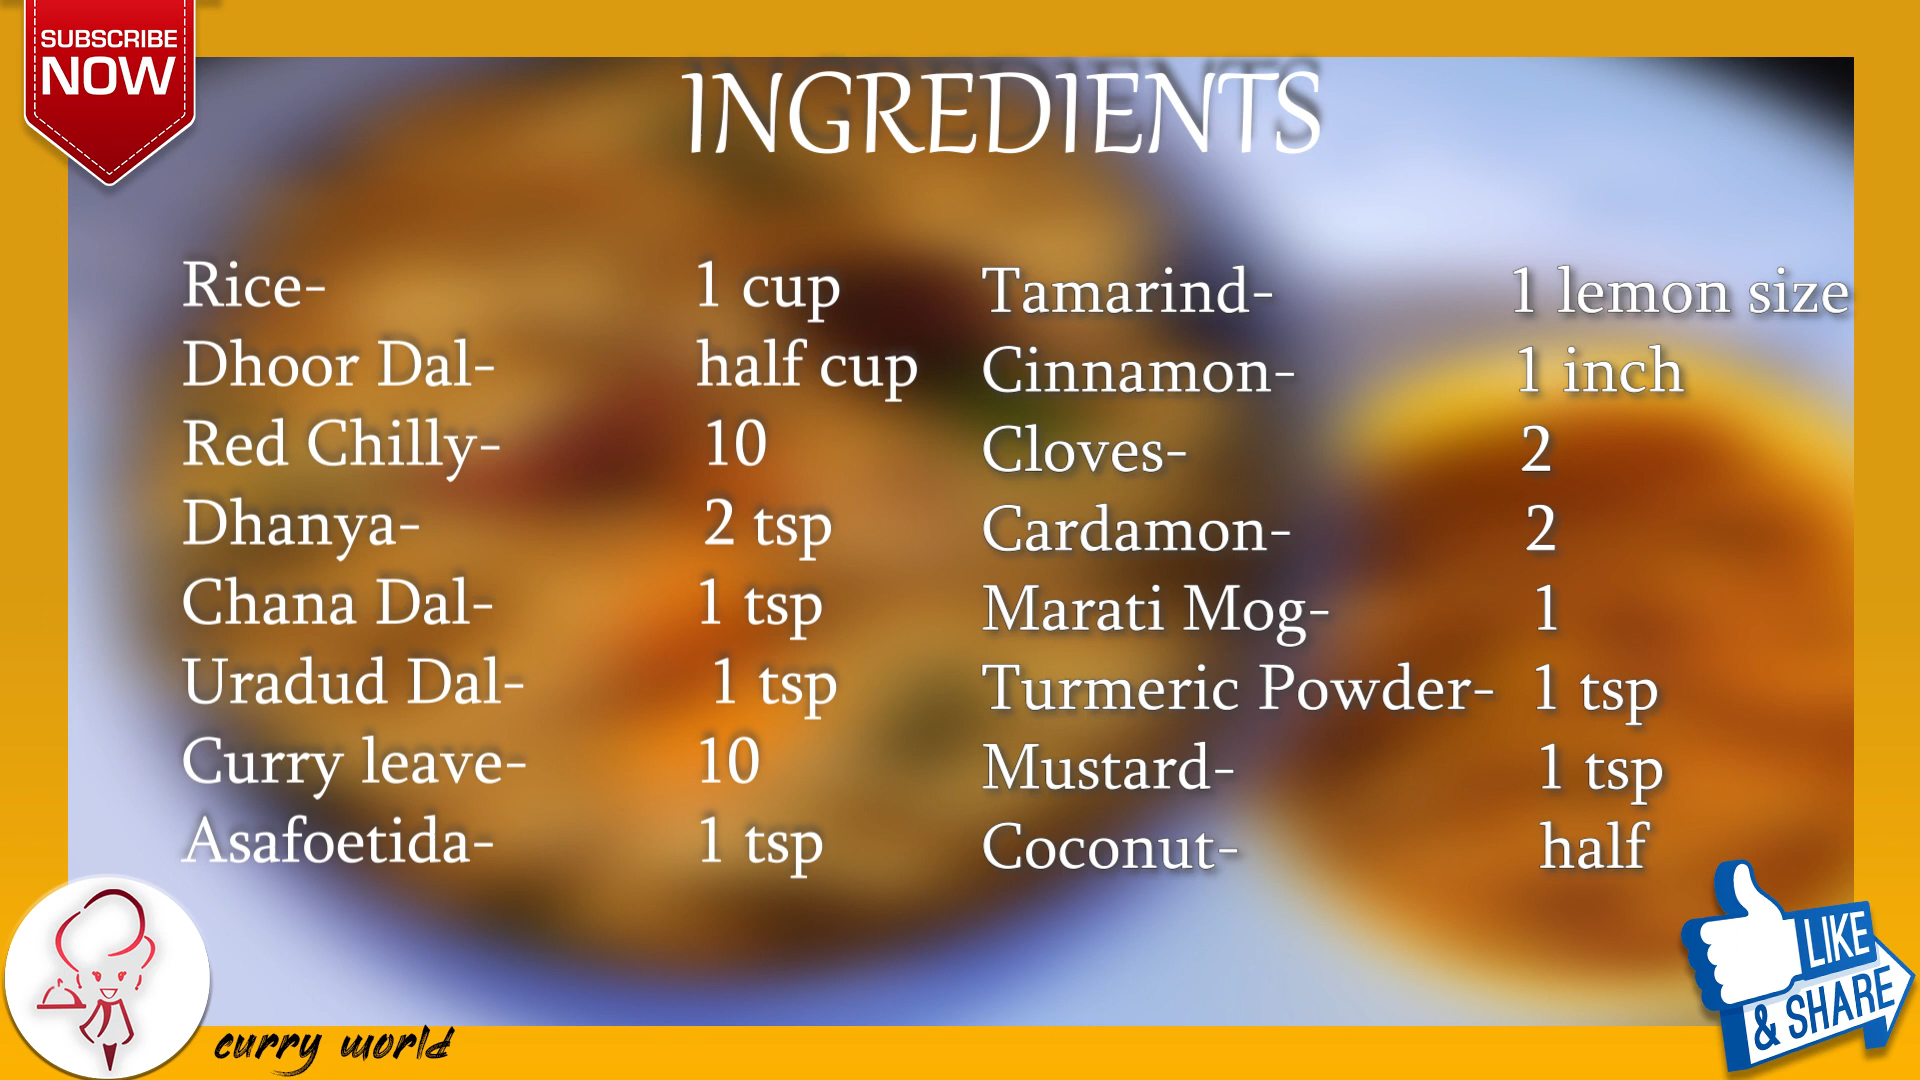 SUBSCRIBE
NOW
INGREDIENTS
Rice- 1 cup
Dhoor Dal- half cup
Red Chilly- 10
Dhanya- 2 tsp
Chana Dal- 1 tsp
Uradud Dal- 1 tsp
Curry leave- 10
Asafoetida- 1 tsp
Tamarind- 1 lemon size
Cinnamon- 1 inch
Cloves- 2
Cardamon- 2
Marati Mog- 1
Turmeric Powder- 1 tsp
Mustard- 1 tsp
Coconut- half
curry world
LIKE
& SHARE